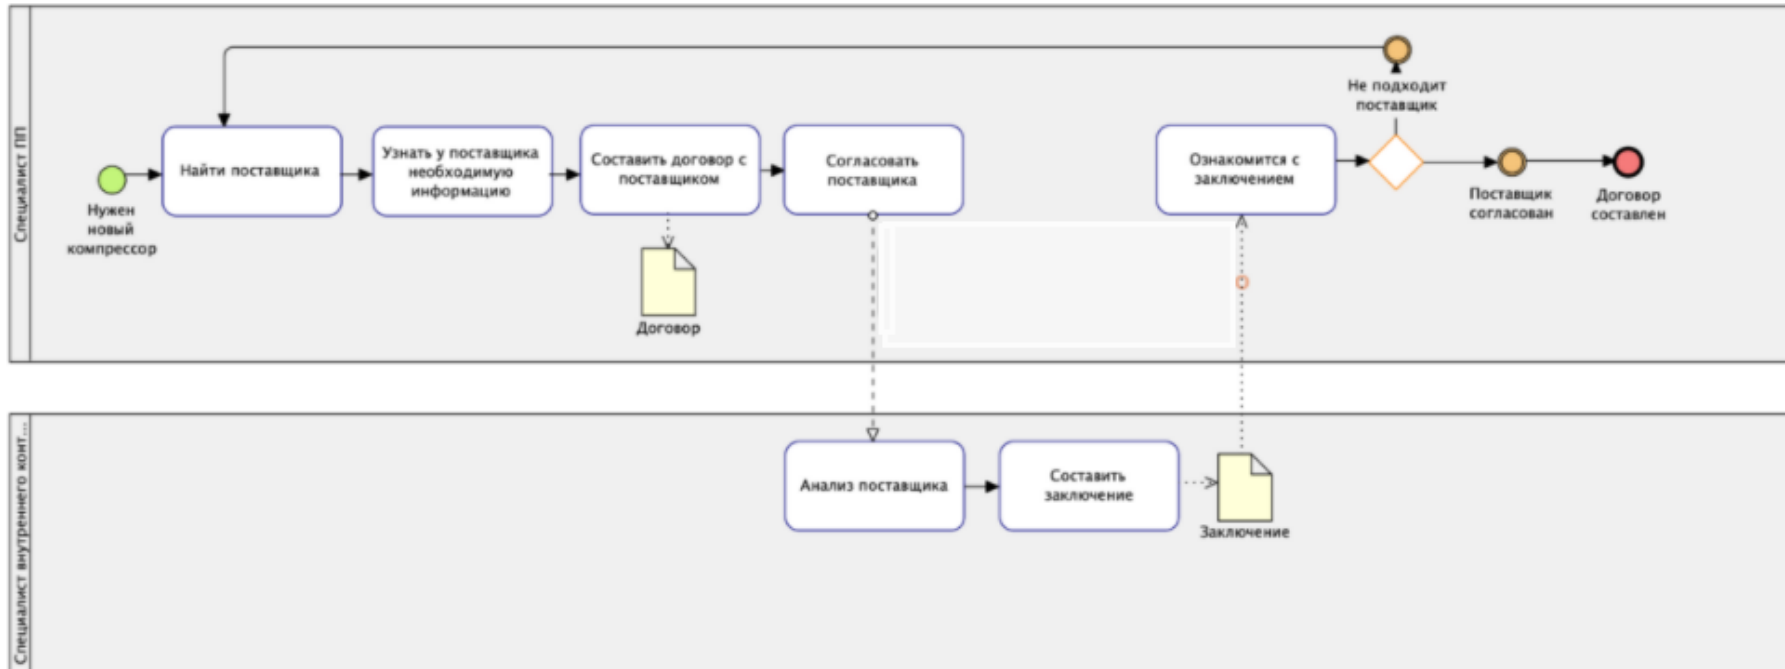 Специалист ПП
Не подходит
поставщик
Найти поставщика
Узнать у поставщика
необходимую
информацию
Составить договор с
поставщиком
Согласовать
поставщика
Ознакомится с
заключением
Нужен
новый
компрессор
Поставщик
согласован
Договор
составлен
Договор
Специалист внутреннего конт...
Анализ поставщика
Составить
заключение
Заключение